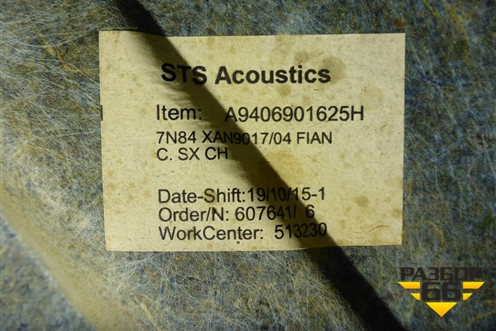 STS Acoustics
Item: A9406901625H
7N84 XAN9017/04 FIAN
C. SX CH
Date-Shift:19/10/15-1
Order/N: 607641/ 6
WorkCenter: 513230
РАЗБОР
66